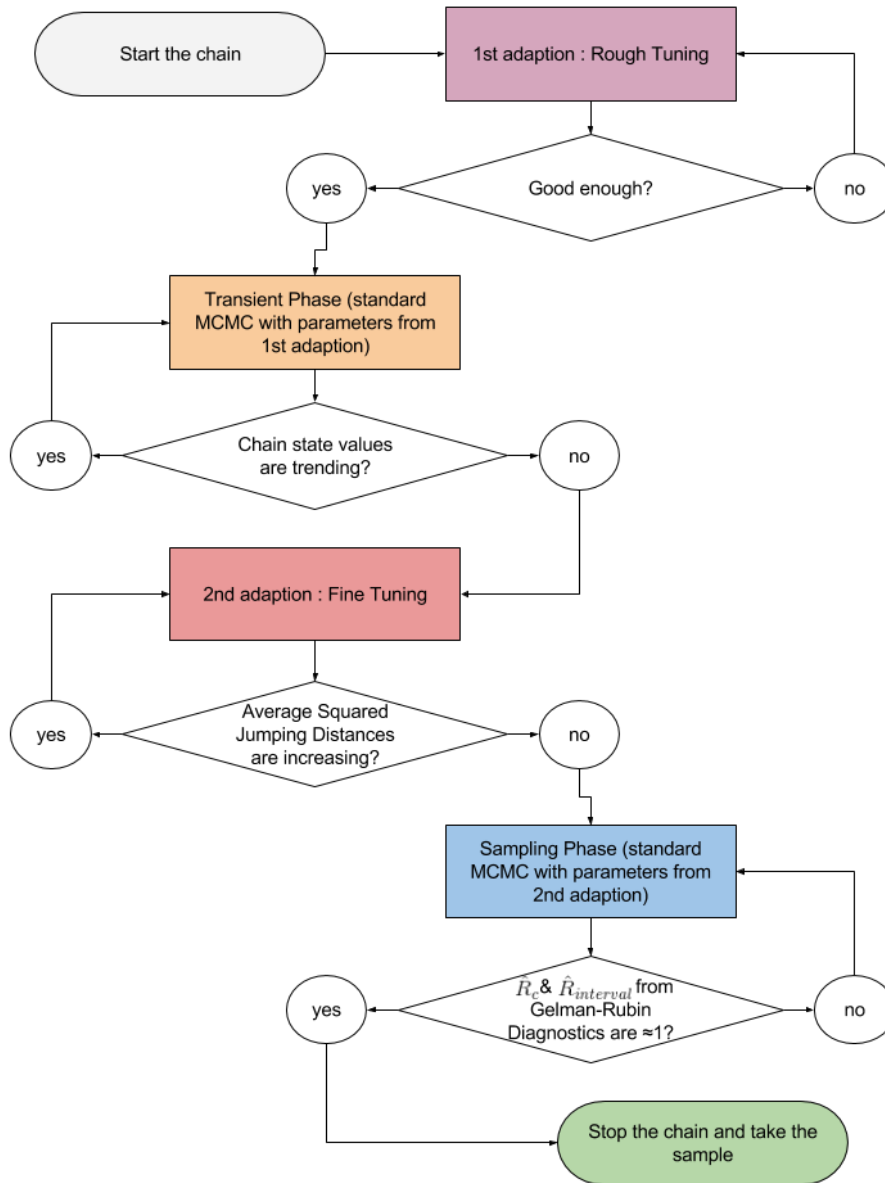 Start the chain
1st adaption : Rough Tuning
Good enough?
yes
no
Transient Phase (standard
MCMC with parameters from
1st adaption)
Chain state values
are trending?
yes
no
2nd adaption : Fine Tuning
Average Squared
Jumping Distances
are increasing?
yes
no
Sampling Phase (standard
MCMC with parameters from
2nd adaption)
$\hat{R}_c$ & $\hat{R}_{interval}$ from
Gelman-Rubin
Diagnostics are ≈1?
yes
no
Stop the chain and take the
sample